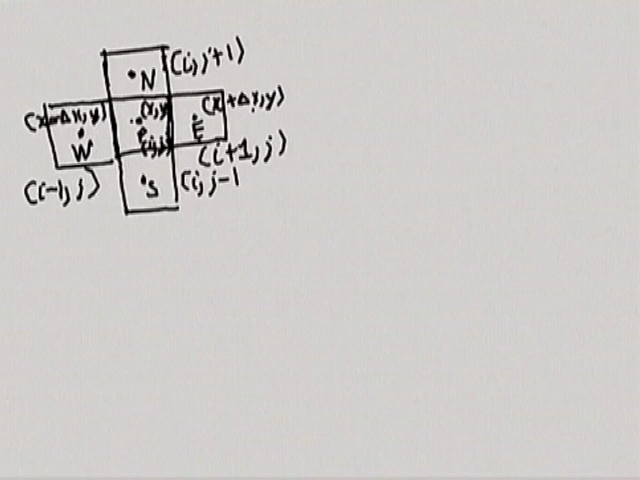 (i, j+1)
N
(x-Δx, y)
(x, y)
(x+Δx, y)
P
E
W
(i, j)
(i+1, j)
(i-1, j)
S
(i, j-1